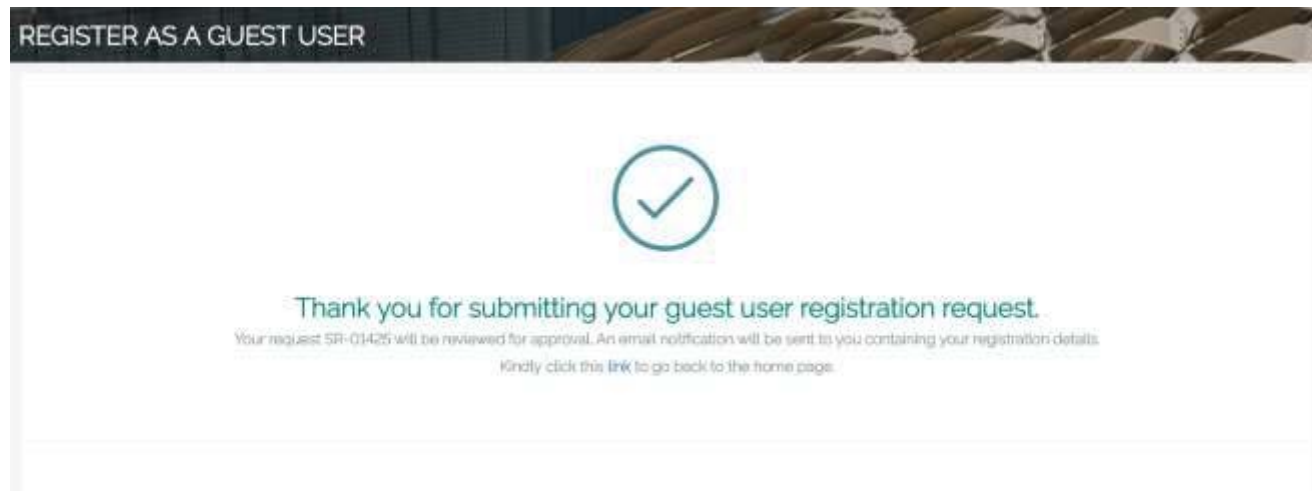 REGISTER AS A GUEST USER
Thank you for submitting your guest user registration request.
Your request SR-01425 will be reviewed for approval. An email notification will be sent to you containing your registration details.
Kindly click this link to go back to the home page.